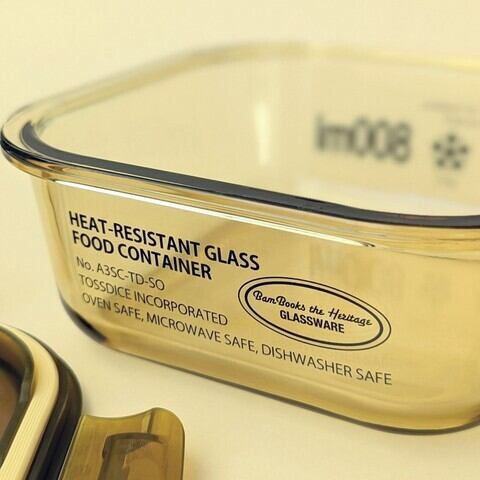 800ml
HEAT-RESISTANT GLASS
FOOD CONTAINER
No. A3SC-TD-SO
TOSSDICE INCORPORATED
OVEN SAFE, MICROWAVE SAFE, DISHWASHER SAFE
BamBooks the Heritage
GLASSWARE